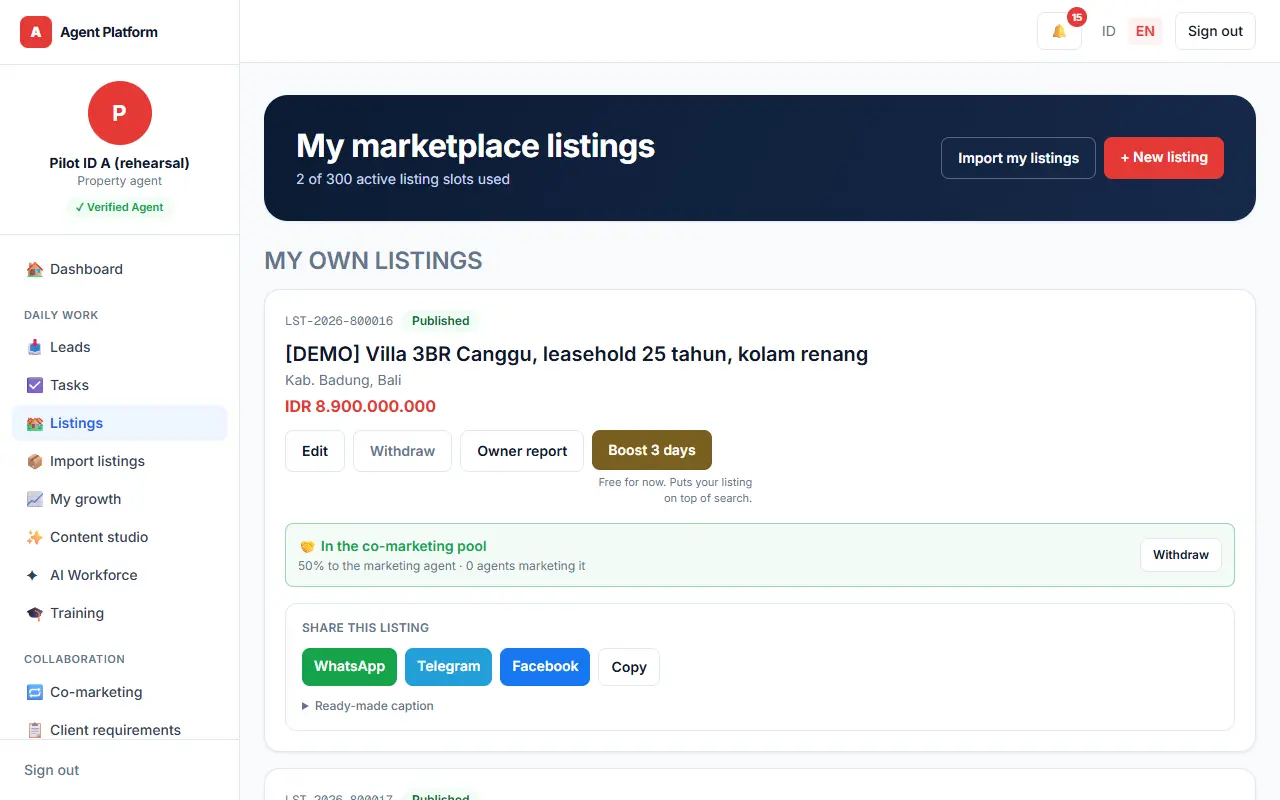 A Agent Platform
15
ID EN Sign out
P
Pilot ID A (rehearsal)
Property agent
✓ Verified Agent
Dashboard
DAILY WORK
Leads
Tasks
Listings
Import listings
My growth
Content studio
AI Workforce
Training
COLLABORATION
Co-marketing
Client requirements
Sign out
My marketplace listings
2 of 300 active listing slots used
Import my listings
+ New listing
MY OWN LISTINGS
LST-2026-800016 Published
[DEMO] Villa 3BR Canggu, leasehold 25 tahun, kolam renang
Kab. Badung, Bali
IDR 8.900.000.000
Edit Withdraw Owner report Boost 3 days
Free for now. Puts your listing
on top of search.
In the co-marketing pool
50% to the marketing agent · 0 agents marketing it
Withdraw
SHARE THIS LISTING
WhatsApp Telegram Facebook Copy
Ready-made caption
LST-2026-800017 Published